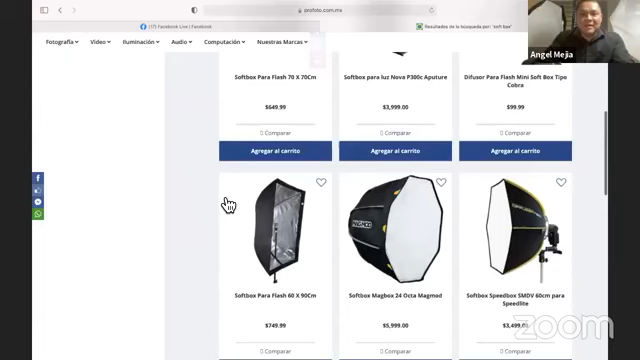 profoto.com.mx
(17) Facebook Live | Facebook
Resultados de la búsqueda por: "soft box"
Angel Mejia
Fotografía
Video
Iluminación
Audio
Computación
Nuestras Marcas
Softbox Para Flash 70 X 70Cm
$649.99
Comparar
Agregar al carrito
Softbox para luz Nova P300c Aputure
$3,999.00
Comparar
Agregar al carrito
Difusor Para Flash Mini Soft Box Tipo
Cobra
$99.99
Comparar
Agregar al carrito
MAGMOD
Softbox Para Flash 60 X 90Cm
$749.99
Comparar
Softbox Magbox 24 Octa Magmod
$5,999.00
Comparar
Softbox Speedbox SMDV 60cm para
Speedlite
$3,499.00
Comparar
zoom